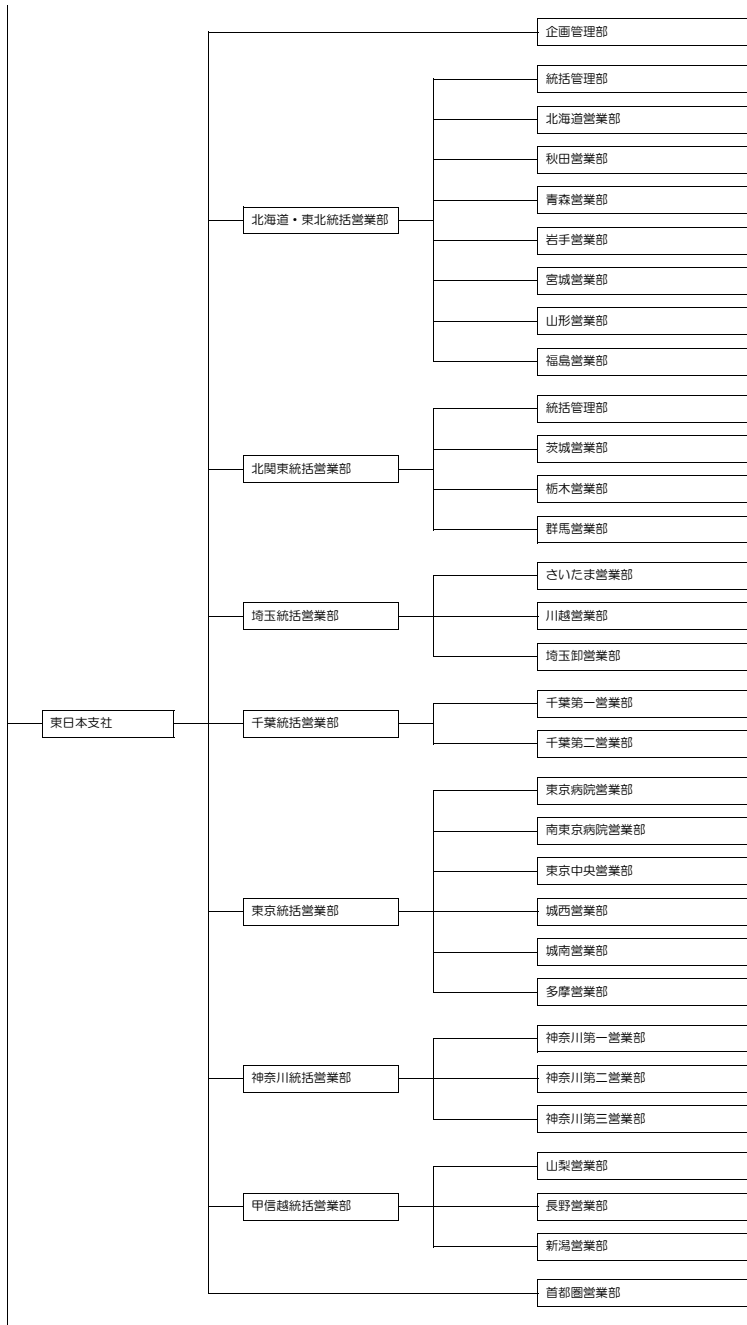 企画管理部
統括管理部
北海道営業部
秋田営業部
青森営業部
北海道・東北統括営業部
岩手営業部
宮城営業部
山形営業部
福島営業部
統括管理部
茨城営業部
北関東統括営業部
栃木営業部
群馬営業部
さいたま営業部
埼玉統括営業部
川越営業部
埼玉卸営業部
千葉第一営業部
東日本支社
千葉統括営業部
千葉第二営業部
東京病院営業部
南東京病院営業部
東京中央営業部
東京統括営業部
城西営業部
城南営業部
多摩営業部
神奈川第一営業部
神奈川統括営業部
神奈川第二営業部
神奈川第三営業部
山梨営業部
甲信越統括営業部
長野営業部
新潟営業部
首都圏営業部